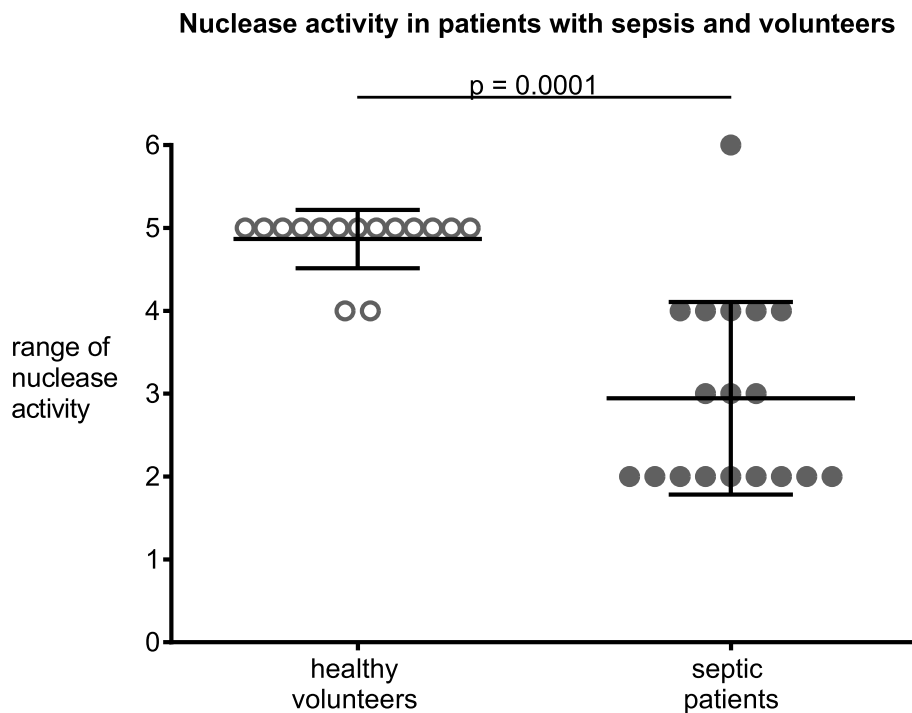 Nuclease activity in patients with sepsis and volunteers
p = 0.0001
6
5
4
3
2
1
0
range of
nuclease
activity
healthy
volunteers
septic
patients